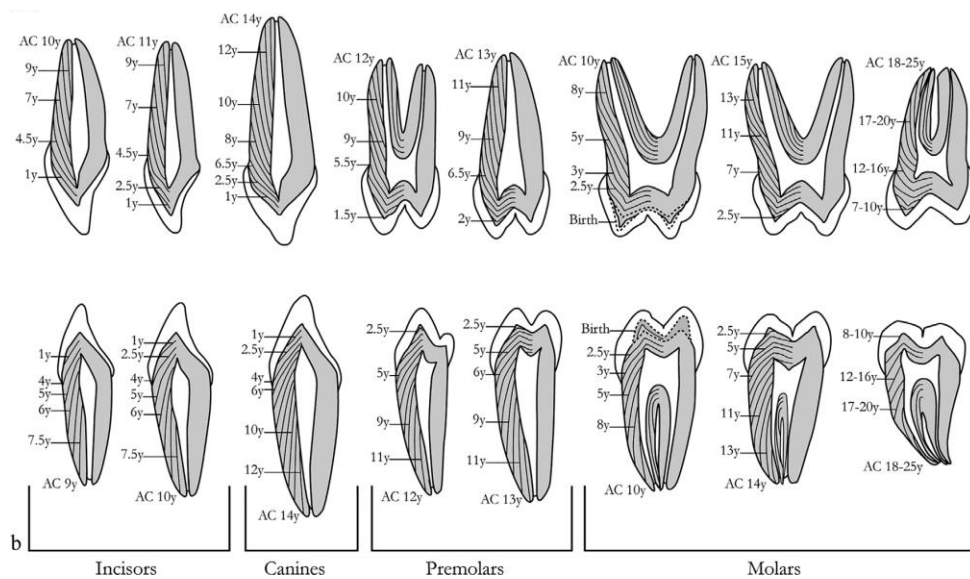 AC 10y
9y
7y
4.5y
1y
AC 11y
9y
7y
4.5y
2.5y
1y
AC 14y
12y
10y
8y
6.5y
2.5y
1y
AC 12y
10y
9y
5.5y
1.5y
AC 13y
11y
9y
6.5y
2y
AC 10y
8y
5y
3y
2.5y
Birth
AC 15y
13y
11y
7y
2.5y
AC 18-25y
17-20y
12-16y
7-10y
1y
4y
5y
6y
7.5y
AC 9y
1y
2.5y
4y
5y
6y
7.5y
AC 10y
1y
2.5y
4y
6y
10y
12y
AC 14y
2.5y
5y
9y
11y
AC 12y
2.5y
5y
6y
9y
11y
AC 13y
Birth
2.5y
3y
5y
8y
AC 10y
2.5y
5y
7y
11y
13y
AC 14y
8-10y
12-16y
17-20y
AC 18-25y
b
Incisors
Canines
Premolars
Molars